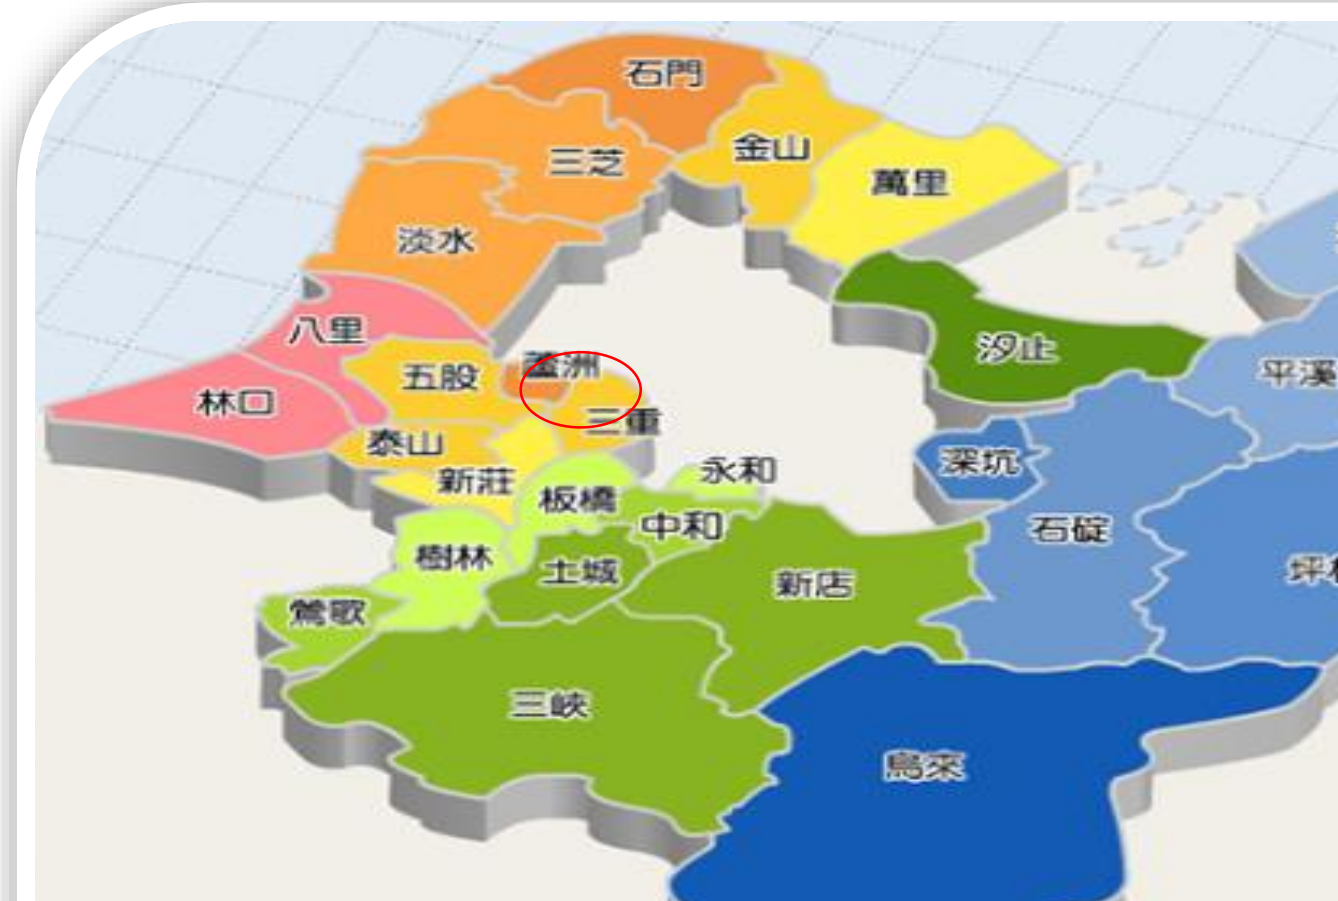 石門
金山
三芝
萬里
淡水
八里
汐止
蘆洲
五股
平溪
林口
三重
泰山
深坑
永和
新莊
板橋
中和
石碇
樹林
土城
新店
坪
鶯歌
三峽
烏來